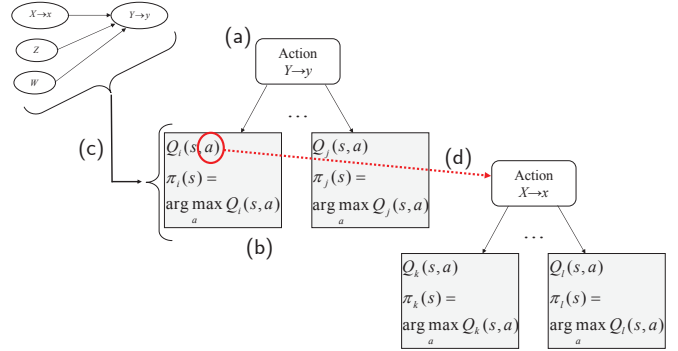 X→x
Y→y
Z
W
(a)
Action
Y→y
...
(c)
Q_i(s,a)
π_i(s) =
arg max_a Q_i(s,a)
Q_j(s,a)
π_j(s) =
arg max_a Q_j(s,a)
(b)
(d)
Action
X→x
...
Q_k(s,a)
π_k(s) =
arg max_a Q_k(s,a)
Q_l(s,a)
π_l(s) =
arg max_a Q_l(s,a)